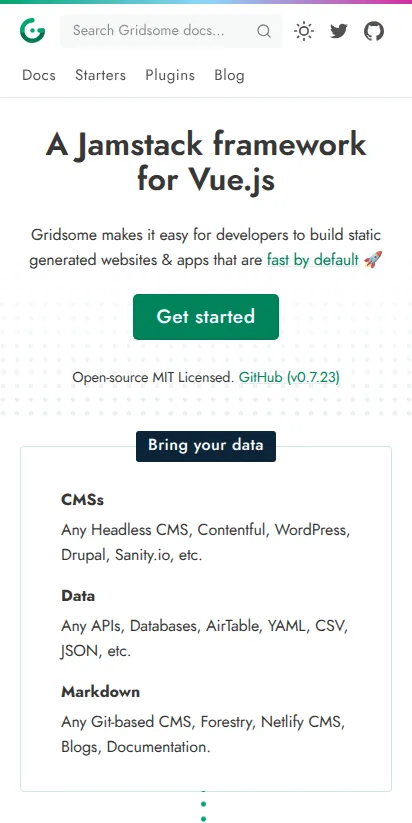 Search Gridsome docs...
Docs Starters Plugins Blog
A Jamstack framework
for Vue.js
Gridsome makes it easy for developers to build static
generated websites & apps that are fast by default 🚀
Get started
Open-source MIT Licensed. GitHub (v0.7.23)
Bring your data
CMSs
Any Headless CMS, Contentful, WordPress,
Drupal, Sanity.io, etc.
Data
Any APIs, Databases, AirTable, YAML, CSV,
JSON, etc.
Markdown
Any Git-based CMS, Forestry, Netlify CMS,
Blogs, Documentation.